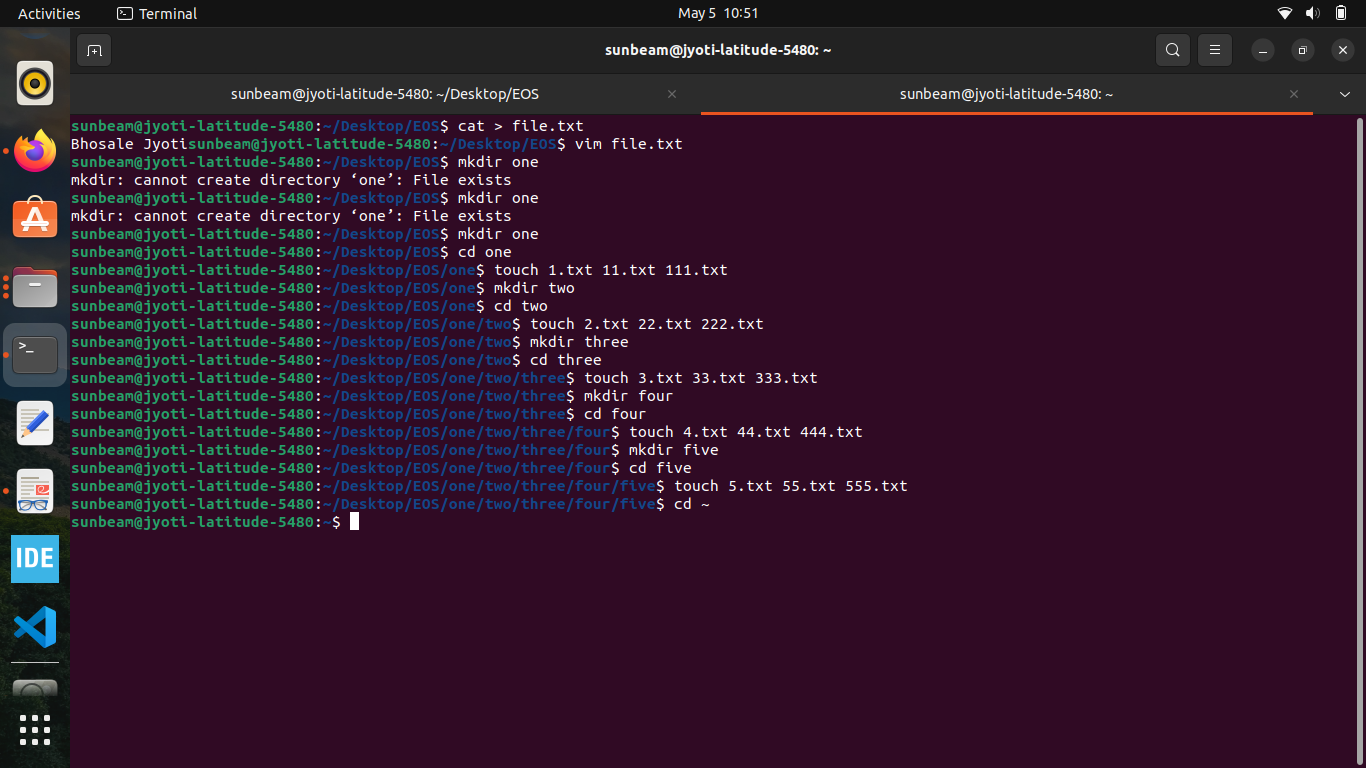 Activities
Terminal
May 5 10:51
sunbeam@jyoti-latitude-5480: ~
sunbeam@jyoti-latitude-5480: ~/Desktop/EOS
sunbeam@jyoti-latitude-5480: ~
sunbeam@jyoti-latitude-5480:~/Desktop/EOS$ cat > file.txt
Bhosale Jyotisunbeam@jyoti-latitude-5480:~/Desktop/EOS$ vim file.txt
sunbeam@jyoti-latitude-5480:~/Desktop/EOS$ mkdir one
mkdir: cannot create directory ‘one’: File exists
sunbeam@jyoti-latitude-5480:~/Desktop/EOS$ mkdir one
mkdir: cannot create directory ‘one’: File exists
sunbeam@jyoti-latitude-5480:~/Desktop/EOS$ mkdir one
sunbeam@jyoti-latitude-5480:~/Desktop/EOS$ cd one
sunbeam@jyoti-latitude-5480:~/Desktop/EOS/one$ touch 1.txt 11.txt 111.txt
sunbeam@jyoti-latitude-5480:~/Desktop/EOS/one$ mkdir two
sunbeam@jyoti-latitude-5480:~/Desktop/EOS/one$ cd two
sunbeam@jyoti-latitude-5480:~/Desktop/EOS/one/two$ touch 2.txt 22.txt 222.txt
sunbeam@jyoti-latitude-5480:~/Desktop/EOS/one/two$ mkdir three
sunbeam@jyoti-latitude-5480:~/Desktop/EOS/one/two$ cd three
sunbeam@jyoti-latitude-5480:~/Desktop/EOS/one/two/three$ touch 3.txt 33.txt 333.txt
sunbeam@jyoti-latitude-5480:~/Desktop/EOS/one/two/three$ mkdir four
sunbeam@jyoti-latitude-5480:~/Desktop/EOS/one/two/three$ cd four
sunbeam@jyoti-latitude-5480:~/Desktop/EOS/one/two/three/four$ touch 4.txt 44.txt 444.txt
sunbeam@jyoti-latitude-5480:~/Desktop/EOS/one/two/three/four$ mkdir five
sunbeam@jyoti-latitude-5480:~/Desktop/EOS/one/two/three/four$ cd five
sunbeam@jyoti-latitude-5480:~/Desktop/EOS/one/two/three/four/five$ touch 5.txt 55.txt 555.txt
sunbeam@jyoti-latitude-5480:~/Desktop/EOS/one/two/three/four/five$ cd ~
sunbeam@jyoti-latitude-5480:~$
IDE